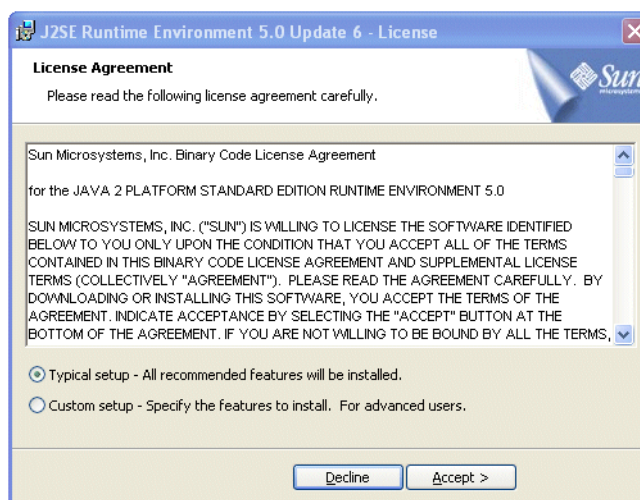 J2SE Runtime Environment 5.0 Update 6 - License
License Agreement
Please read the following license agreement carefully.
Sun
microsystems
Sun Microsystems, Inc. Binary Code License Agreement
for the JAVA 2 PLATFORM STANDARD EDITION RUNTIME ENVIRONMENT 5.0
SUN MICROSYSTEMS, INC. ("SUN") IS WILLING TO LICENSE THE SOFTWARE IDENTIFIED
BELOW TO YOU ONLY UPON THE CONDITION THAT YOU ACCEPT ALL OF THE TERMS
CONTAINED IN THIS BINARY CODE LICENSE AGREEMENT AND SUPPLEMENTAL LICENSE
TERMS (COLLECTIVELY "AGREEMENT").  PLEASE READ THE AGREEMENT CAREFULLY.  BY
DOWNLOADING OR INSTALLING THIS SOFTWARE, YOU ACCEPT THE TERMS OF THE
AGREEMENT. INDICATE ACCEPTANCE BY SELECTING THE "ACCEPT" BUTTON AT THE
BOTTOM OF THE AGREEMENT. IF YOU ARE NOT WILLING TO BE BOUND BY ALL THE TERMS,
Typical setup - All recommended features will be installed.
Custom setup - Specify the features to install.  For advanced users.
Decline
Accept >